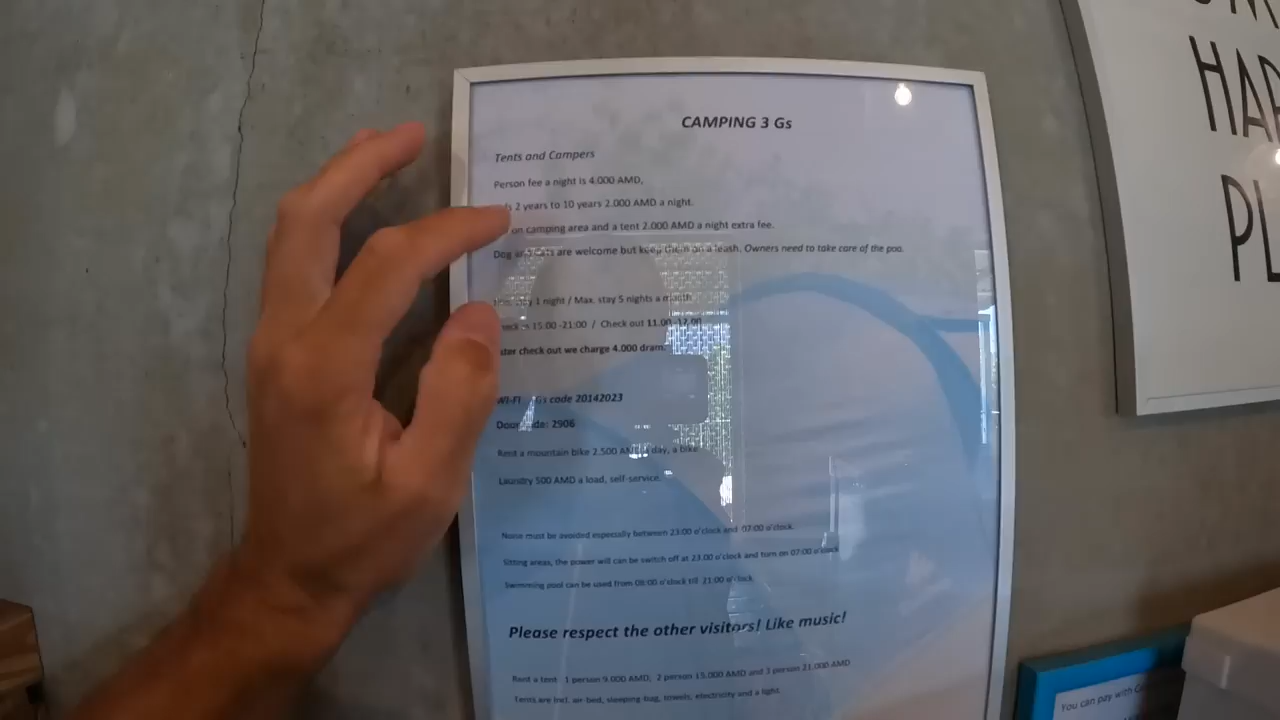 CAMPING 3 Gs
Tents and Campers
Person fee a night is 4.000 AMD,
2 years to 10 years 2.000 AMD a night.
on camping area and a tent 2.000 AMD a night extra fee.
Dog are welcome but keep them on a leash. Owners need to take care of the poo.
1 night / Max. stay 5 nights a month
15:00 -21:00 / Check out 11.00 -12.00
check out we charge 4.000 dram.
WI-FI Gs code 20142023
Door 2906
Rent a mountain bike 2.500 day, a bike
Laundry 500 AMD a load, self-service.
Noise must be avoided especially between 23:00 o'clock and 07:00 o'clock.
Sitting areas, the power will can be switch off at 23:00 o'clock and turn on 07:00 o'clock
Swimming pool can be used from 08:00 o'clock till 21:00 o'clock
Please respect the other visitors! Like music!
Rent a tent 1 person 9.000 AMD, 2 person 15.000 AMD and 3 person 21.000 AMD
Tents are incl. air bed, sleeping-bag, towels, electricity and a light.
You can pay with